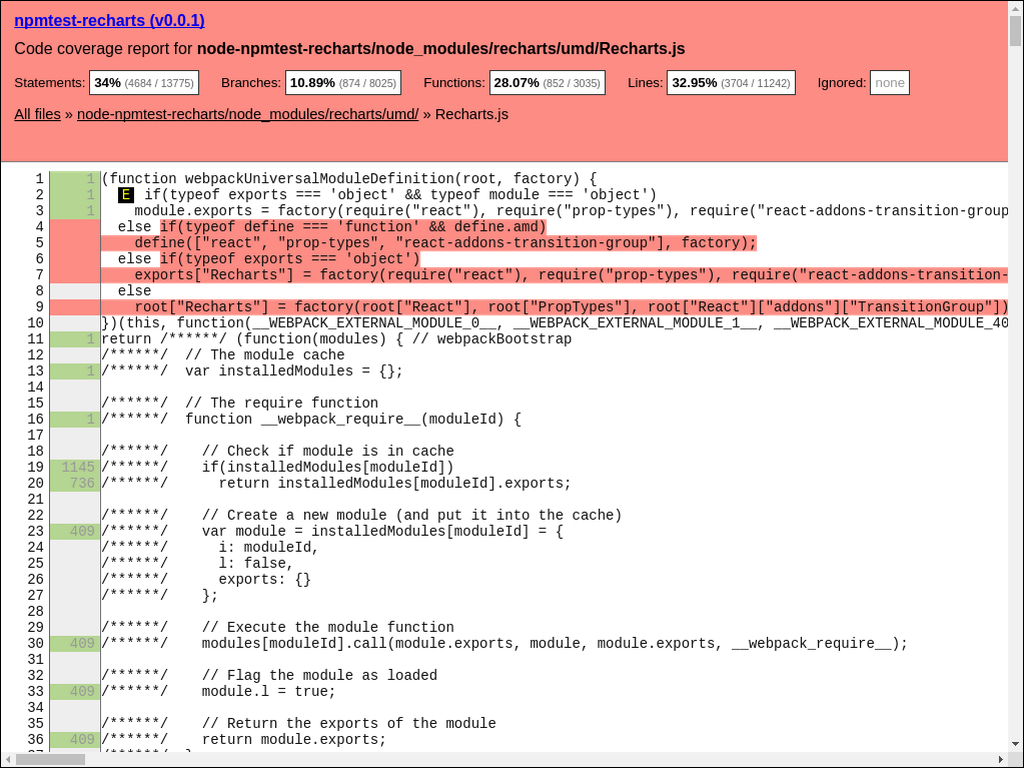 npmtest-recharts (v0.0.1)
Code coverage report for node-npmtest-recharts/node_modules/recharts/umd/Recharts.js
Statements: 34% (4684 / 13775) Branches: 10.89% (874 / 8025) Functions: 28.07% (852 / 3035) Lines: 32.95% (3704 / 11242) Ignored: none
All files » node-npmtest-recharts/node_modules/recharts/umd/ » Recharts.js
1 1 (function webpackUniversalModuleDefinition(root, factory) {
2 1 E if(typeof exports === 'object' && typeof module === 'object')
3 1 module.exports = factory(require("react"), require("prop-types"), require("react-addons-transition-group
4 else if(typeof define === 'function' && define.amd)
5 define(["react", "prop-types", "react-addons-transition-group"], factory);
6 else if(typeof exports === 'object')
7 exports["Recharts"] = factory(require("react"), require("prop-types"), require("react-addons-transition-
8 else
9 root["Recharts"] = factory(root["React"], root["PropTypes"], root["React"]["addons"]["TransitionGroup"])
10 })(this, function(__WEBPACK_EXTERNAL_MODULE_0__, __WEBPACK_EXTERNAL_MODULE_1__, __WEBPACK_EXTERNAL_MODULE_40
11 1 return /******/ (function(modules) { // webpackBootstrap
12 /******/ // The module cache
13 1 /******/ var installedModules = {};
14
15 /******/ // The require function
16 1 /******/ function __webpack_require__(moduleId) {
17
18 /******/ // Check if module is in cache
19 1145 /******/ if(installedModules[moduleId])
20 736 /******/ return installedModules[moduleId].exports;
21
22 /******/ // Create a new module (and put it into the cache)
23 409 /******/ var module = installedModules[moduleId] = {
24 /******/ i: moduleId,
25 /******/ l: false,
26 /******/ exports: {}
27 /******/ };
28
29 /******/ // Execute the module function
30 409 /******/ modules[moduleId].call(module.exports, module, module.exports, __webpack_require__);
31
32 /******/ // Flag the module as loaded
33 409 /******/ module.l = true;
34
35 /******/ // Return the exports of the module
36 409 /******/ return module.exports;